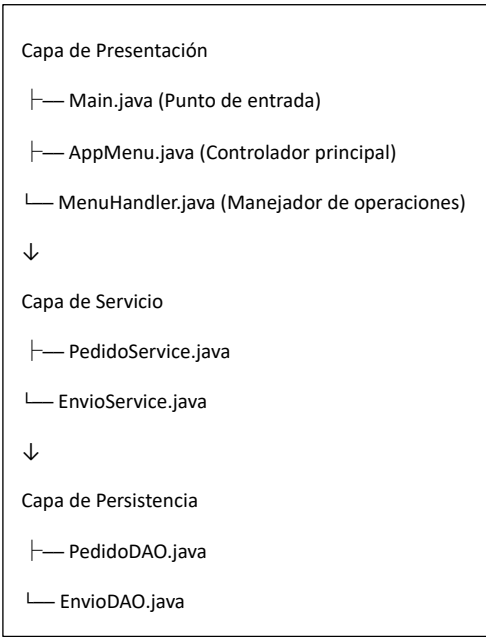 Capa de Presentación
├── Main.java (Punto de entrada)
├── AppMenu.java (Controlador principal)
└── MenuHandler.java (Manejador de operaciones)
↓
Capa de Servicio
├── PedidoService.java
└── EnvioService.java
↓
Capa de Persistencia
├── PedidoDAO.java
└── EnvioDAO.java